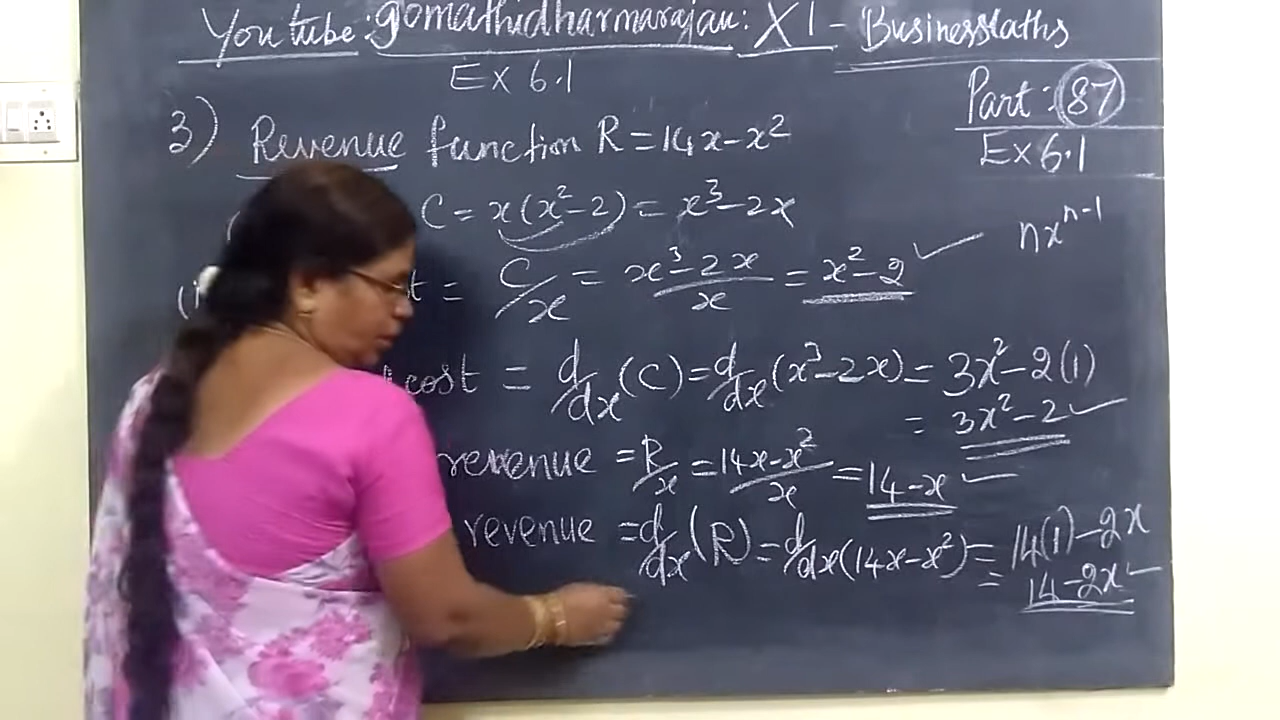 Youtube: gomathidharmarajan: XI - Business Maths
Ex 6.1
Part: 87
Ex 6.1
3) Revenue function R = 14x - x²
C = x(x² - 2) = x³ - 2x
nxⁿ⁻¹
t = C/x = x³ - 2x/x = x² - 2 ✓
cost = d/dx (C) = d/dx (x³ - 2x) = 3x² - 2(1)
= 3x² - 2 ✓
revenue = R/x = 14x - x²/x = 14 - x ✓
revenue = d/dx (R) = d/dx (14x - x²) = 14(1) - 2x
= 14 - 2x ✓